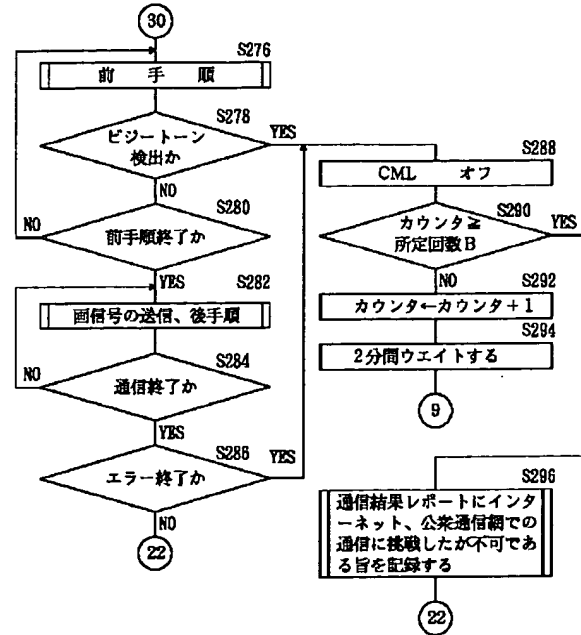 30
S276
前 手 順
S278
ビジートーン
検出か
YES
NO
S280
前手順終了か
NO
YES
S282
画信号の送信、後手順
S284
通信終了か
NO
YES
S286
エラー終了か
YES
NO
22
S288
CML オフ
S290
カウンタ≧
所定回数B
YES
NO
S292
カウンタ←カウンタ+1
S294
2分間ウエイトする
9
S296
通信結果レポートにインタ
ーネット、公衆通信網での
通信に挑戦したが不可であ
る旨を記録する
22